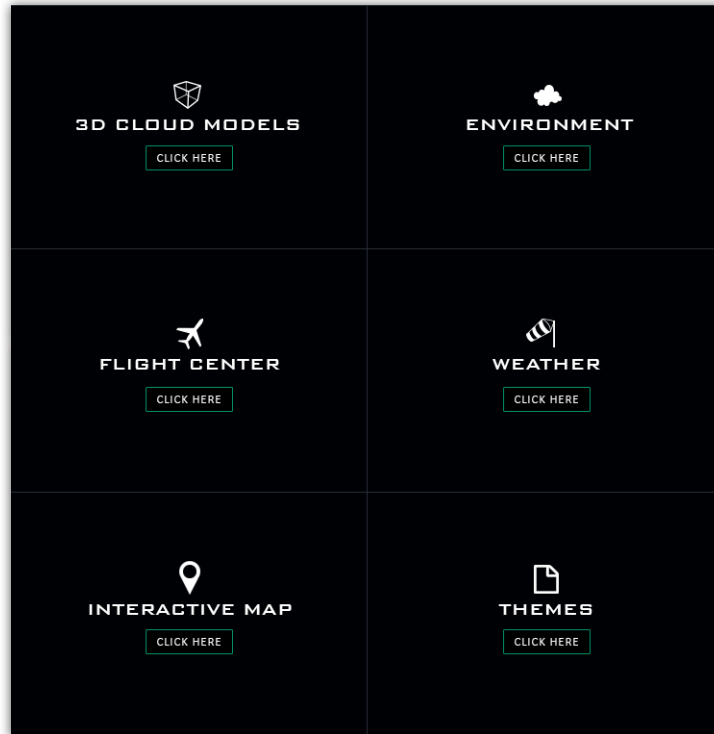 3D CLOUD MODELS
CLICK HERE
ENVIRONMENT
CLICK HERE
FLIGHT CENTER
CLICK HERE
WEATHER
CLICK HERE
INTERACTIVE MAP
CLICK HERE
THEMES
CLICK HERE